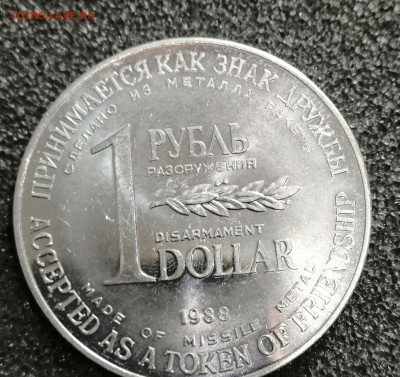 ПРИНИМАЕТСЯ КАК ЗНАК ДРУЖБЫ
СДЕЛАНО ИЗ МЕТАЛЛА РАКЕТЫ
1 РУБЛЬ
РАЗОРУЖЕНИЯ
DISARMAMENT
DOLLAR
1988
MADE OF MISSILE METAL
ACCEPTED AS A TOKEN OF FRIENDSHIP